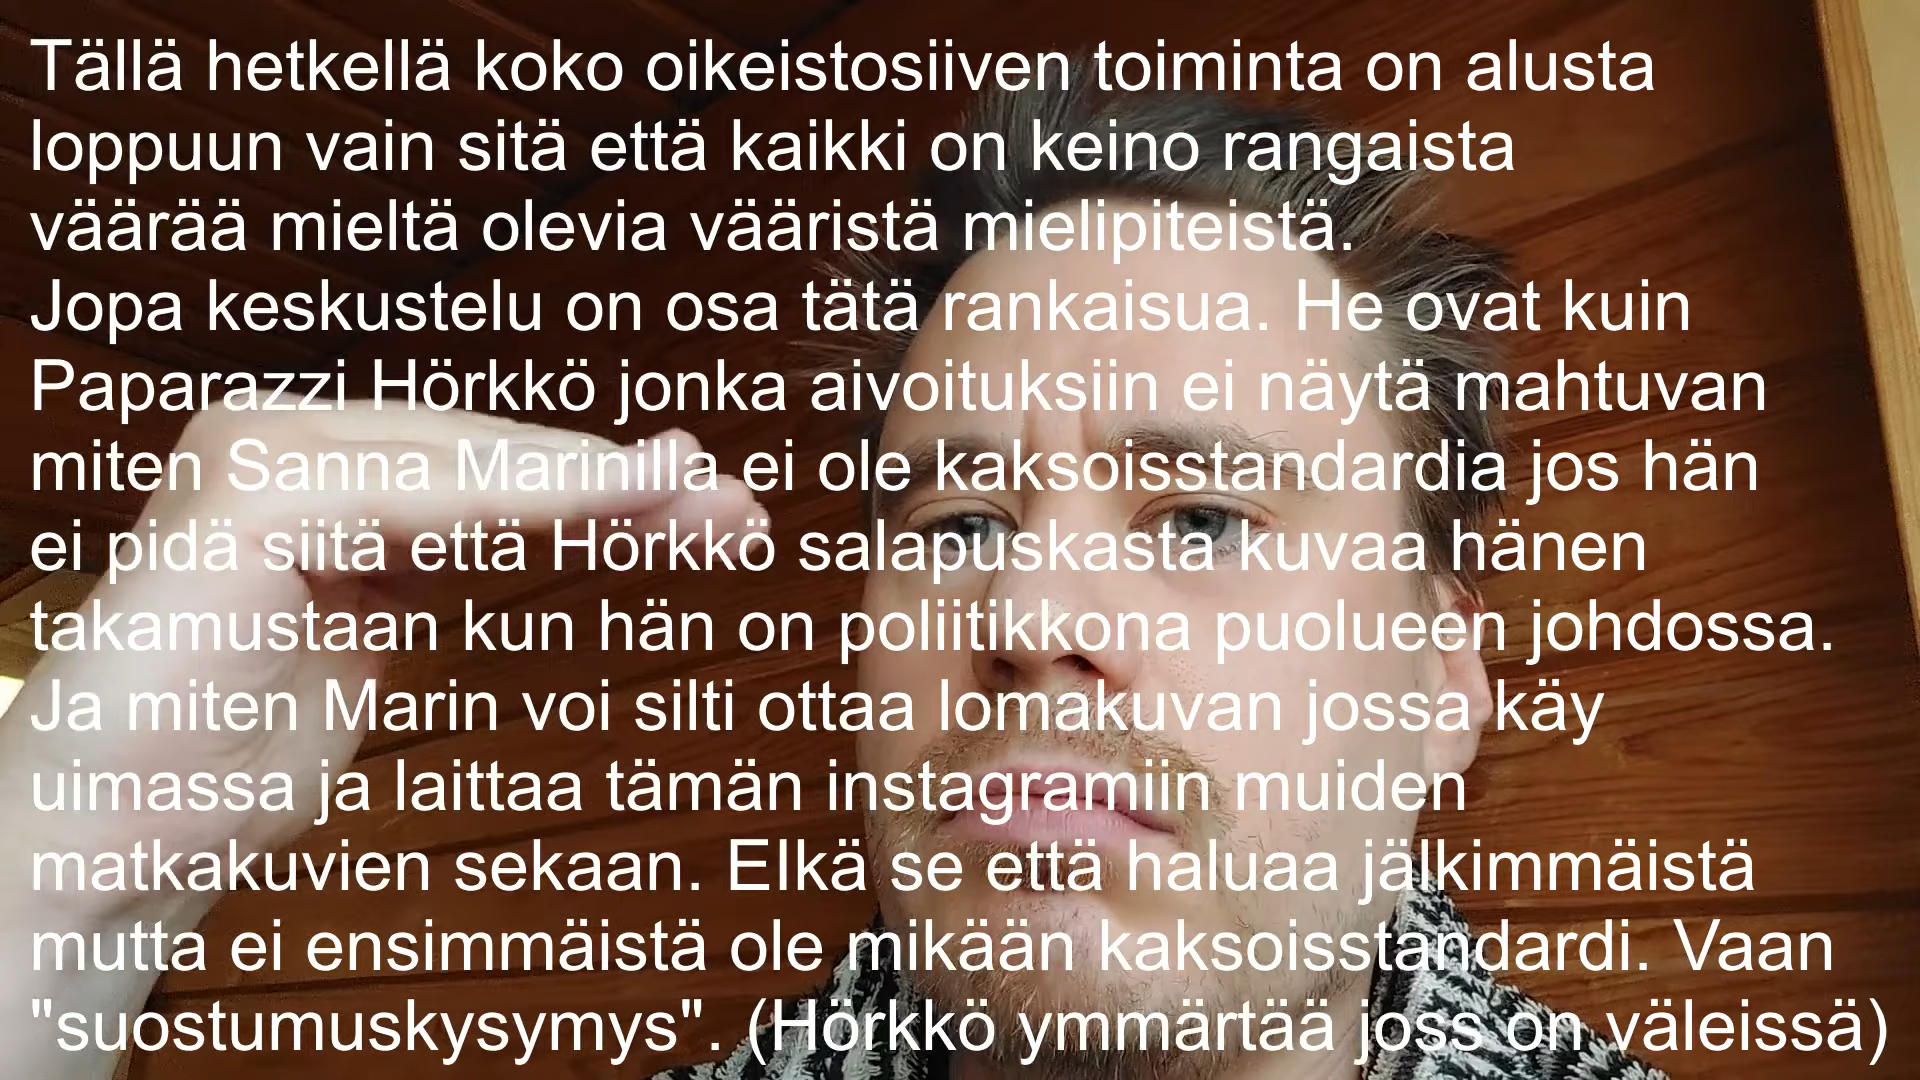 Tällä hetkellä koko oikeistosiiven toiminta on alusta
loppuun vain sitä että kaikki on keino rangaista
väärää mieltä olevia vääristä mielipiteistä.
Jopa keskustelu on osa tätä rankaisua. He ovat kuin
Paparazzi Hörkkö jonka aivoituksiin ei näytä mahtuvan
miten Sanna Marinilla ei ole kaksoisstandardia jos hän
ei pidä siitä että Hörkkö salapuskasta kuvaa hänen
takamustaan kun hän on poliitikkona puolueen johdossa.
Ja miten Marin voi silti ottaa lomakuvan jossa käy
uimassa ja laittaa tämän instagramiin muiden
matkakuvien sekaan. EIkä se että haluaa jälkimmäistä
mutta ei ensimmäistä ole mikään kaksoisstandardi. Vaan
"suostumuskysymys". (Hörkkö ymmärtää joss on väleissä)